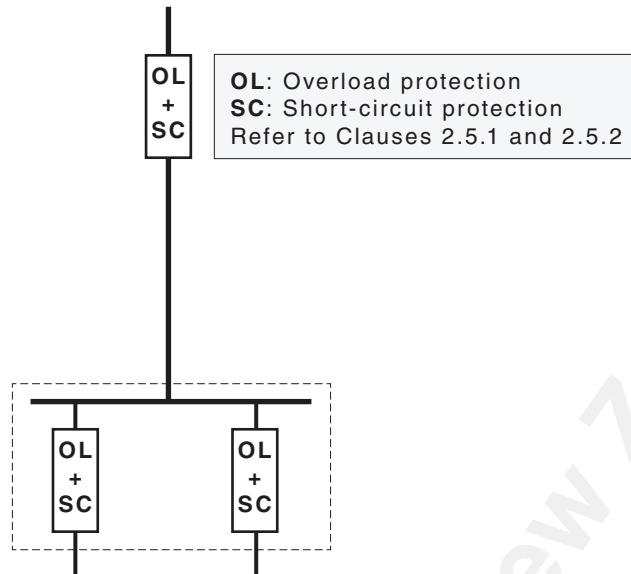 OL
+
SC
OL: Overload protection
SC: Short-circuit protection
Refer to Clauses 2.5.1 and 2.5.2
OL
+
SC
OL
+
SC
ew Z